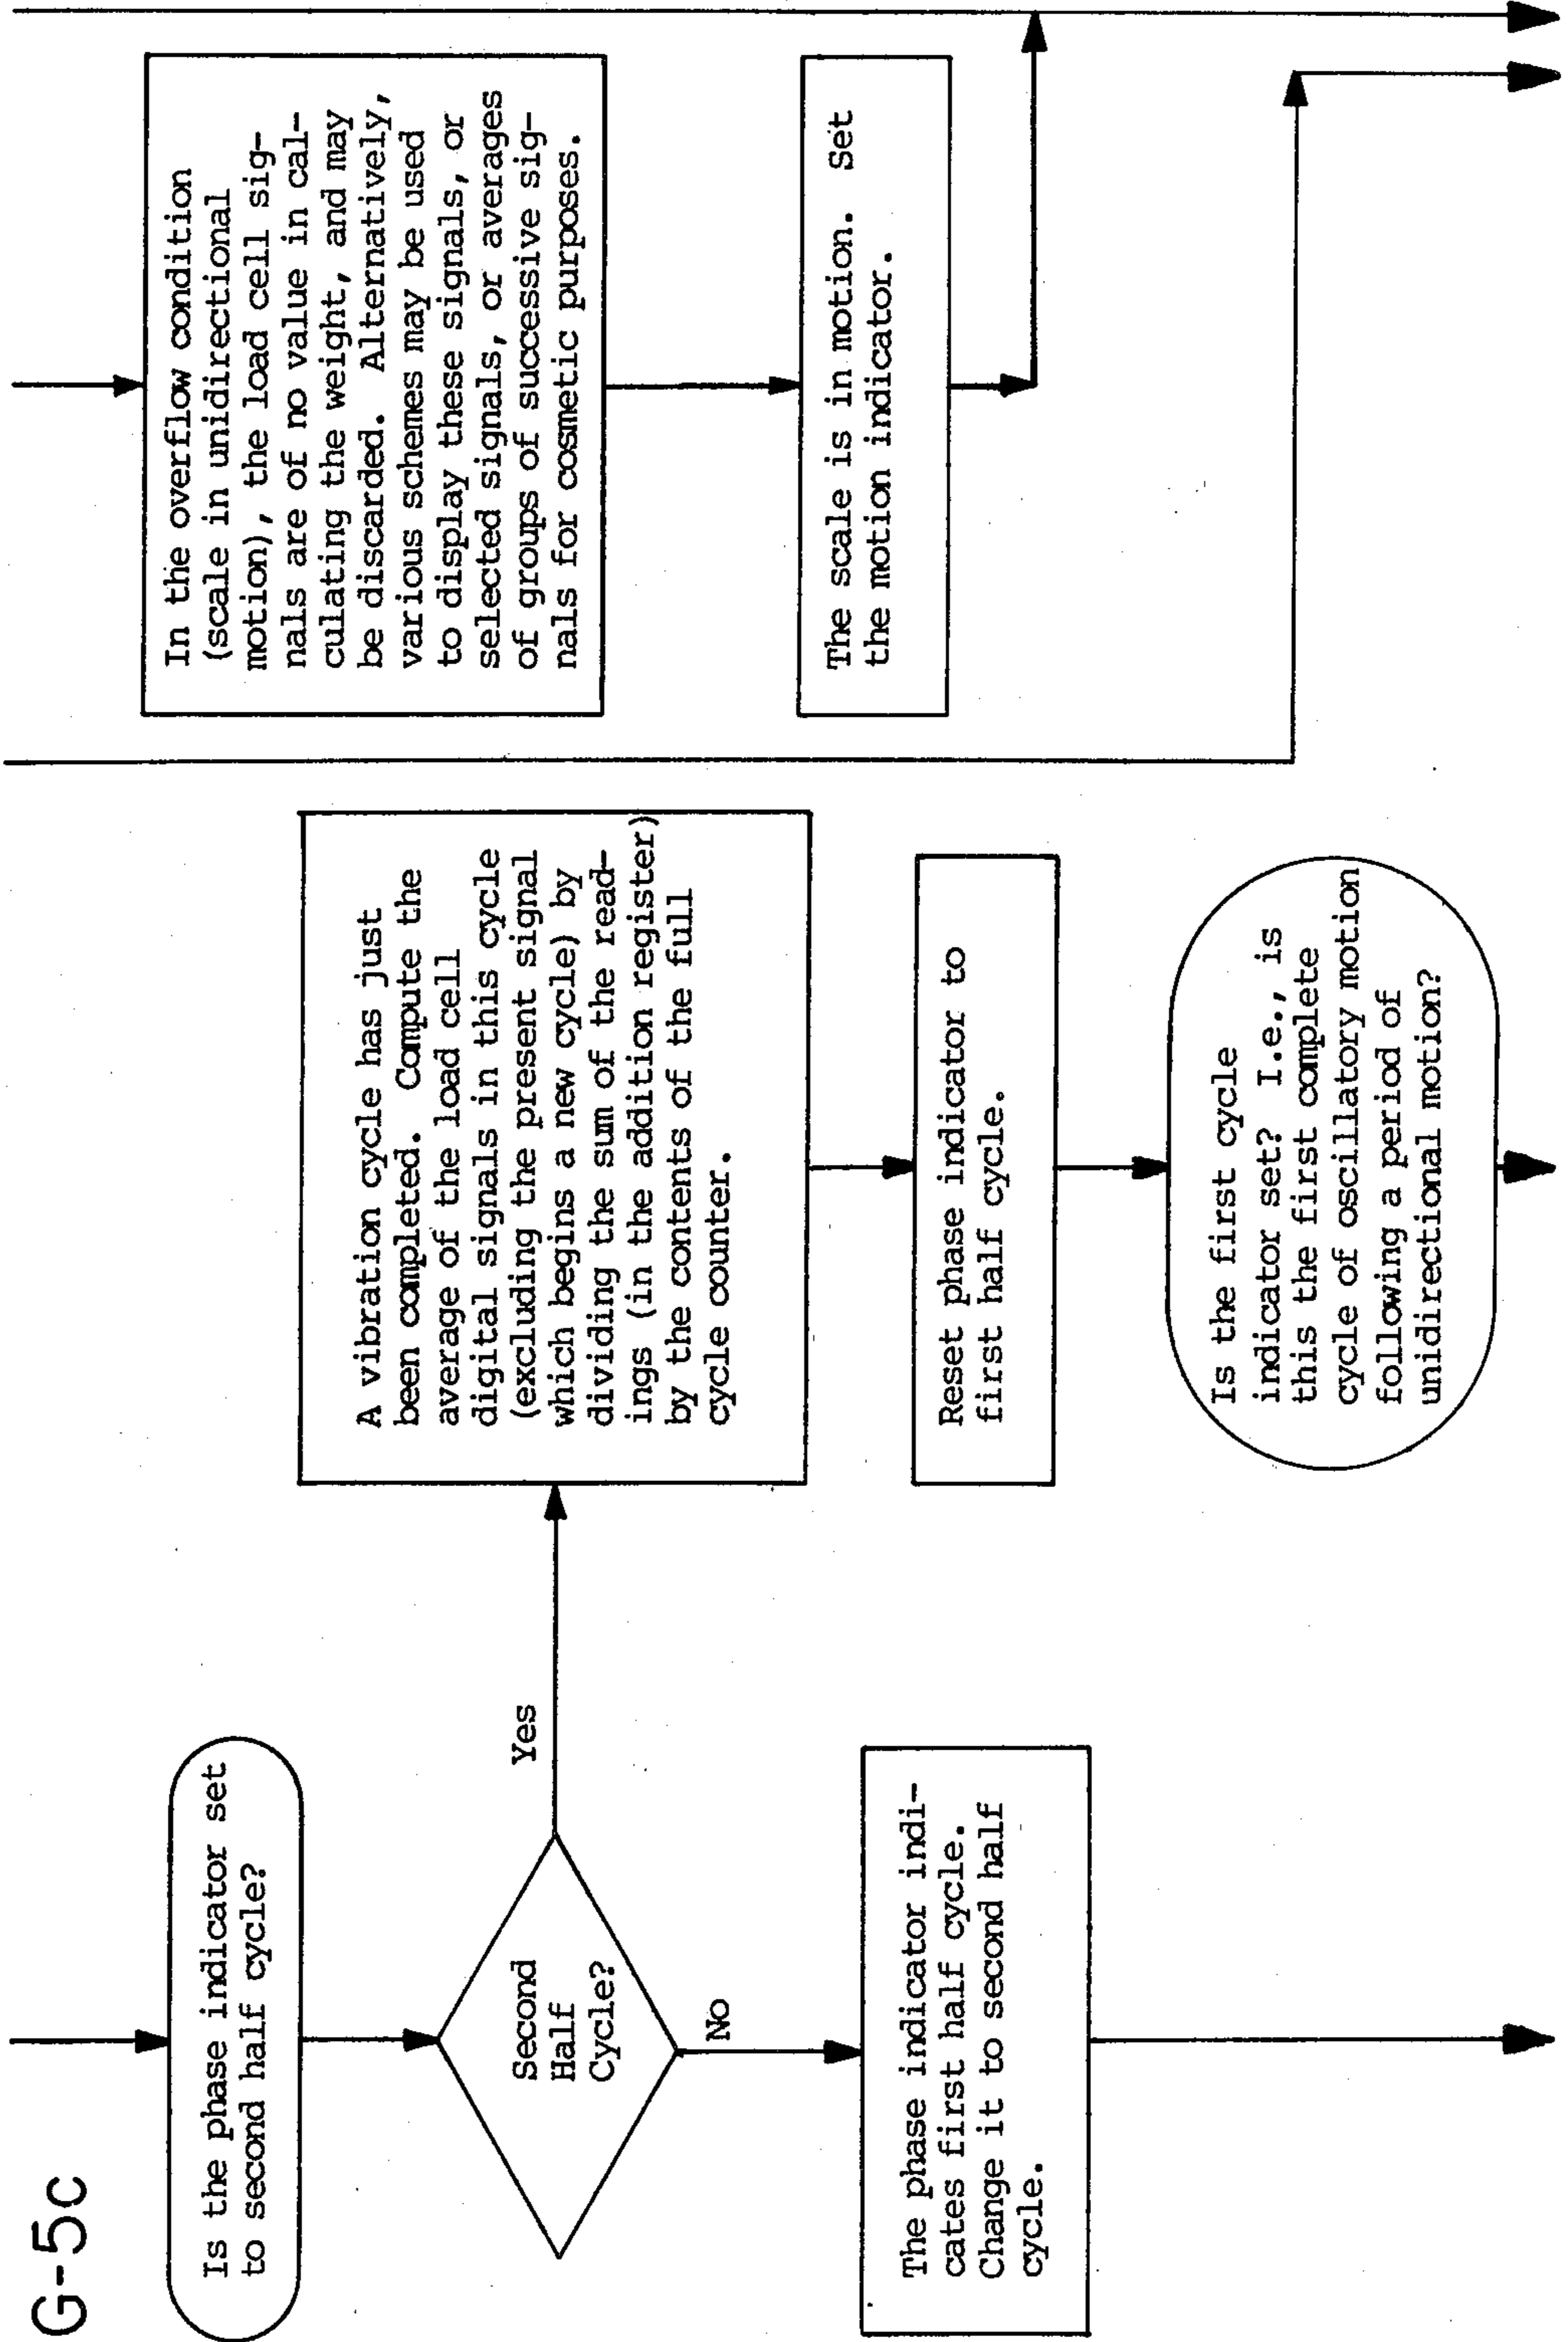 G-5c
Is the phase indicator set
to second half cycle?
Second
Half
Cycle?
Yes
No
The phase indicator indi-
cates first half cycle.
Change it to second half
cycle.
A vibration cycle has just
been completed. Compute the
average of the load cell
digital signals in this cycle
(excluding the present signal
which begins a new cycle) by
dividing the sum of the read-
ings (in the addition register)
by the contents of the full
cycle counter.
Reset phase indicator to
first half cycle.
Is the first cycle
indicator set? I.e., is
this the first complete
cycle of oscillatory motion
following a period of
unidirectional motion?
In the overflow condition
(scale in unidirectional
motion), the load cell sig-
nals are of no value in cal-
culating the weight, and may
be discarded. Alternatively,
various schemes may be used
to display these signals, or
selected signals, or averages
of groups of successive sig-
nals for cosmetic purposes.
The scale is in motion. Set
the motion indicator.